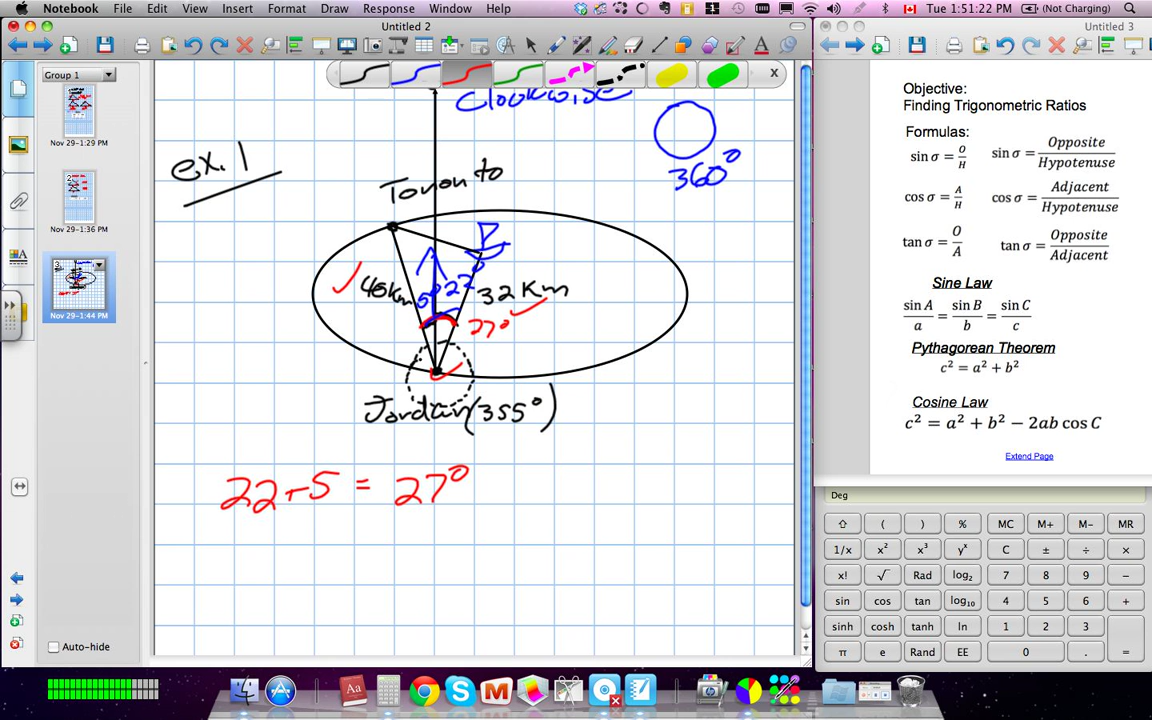 Notebook File Edit View Insert Format Draw Response Window Help
Tue 1:51:22 PM (Not Charging)
Untitled 2
Untitled 3
Group 1
Nov 29-1:29 PM
Nov 29-1:36 PM
Nov 29-1:44 PM
Auto-hide
Clockwise
360°
ex. 1
Toronto
5° 22°
32 Km
27°
Jordan (355°)
22+5 = 27°
Objective:
Finding Trigonometric Ratios
Formulas:
sin σ = O/H sin σ = Opposite/Hypotenuse
cos σ = A/H cos σ = Adjacent/Hypotenuse
tan σ = O/A tan σ = Opposite/Adjacent
Sine Law
sin A/a = sin B/b = sin C/c
Pythagorean Theorem
c² = a² + b²
Cosine Law
c² = a² + b² − 2ab cos C
Extend Page
Deg
( ) % MC M+ M- MR
1/x x² x³ yˣ C ± ÷ ×
x! √ Rad log₂ 7 8 9 −
sin cos tan log₁₀ 4 5 6 +
sinh cosh tanh ln 1 2 3
π e Rand EE 0 . =